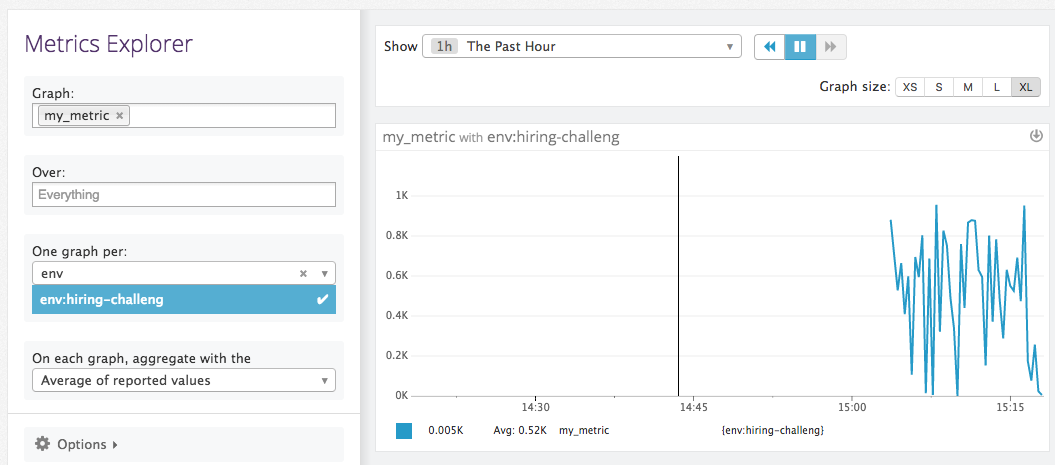 Metrics Explorer
Graph:
my_metric ×
Over:
Everything
One graph per:
env × ▼
env:hiring-challeng ✔
On each graph, aggregate with the
Average of reported values ▼
Options ▸
Show 1h The Past Hour ▼
Graph size: XS S M L XL
my_metric with env:hiring-challeng
1K
0.8K
0.6K
0.4K
0.2K
0K
14:30 14:45 15:00 15:15
0.005K Avg: 0.52K my_metric {env:hiring-challeng}